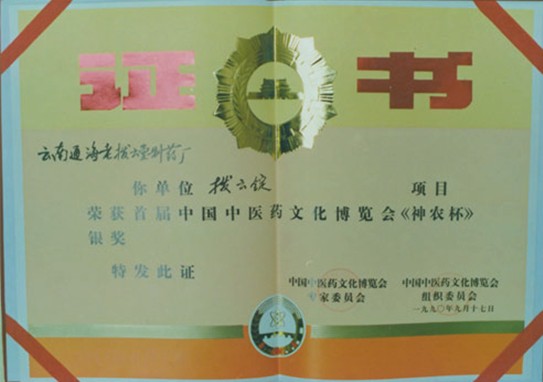 证书
云南通海老拨云堂制药厂
你单位 拨云锭 项目
荣获首届中国中医药文化博览会《神农杯》
银奖
特发此证
中国中医药文化博览会 中国中医药文化博览会
专家委员会 组织委员会
一九九〇年九月十七日